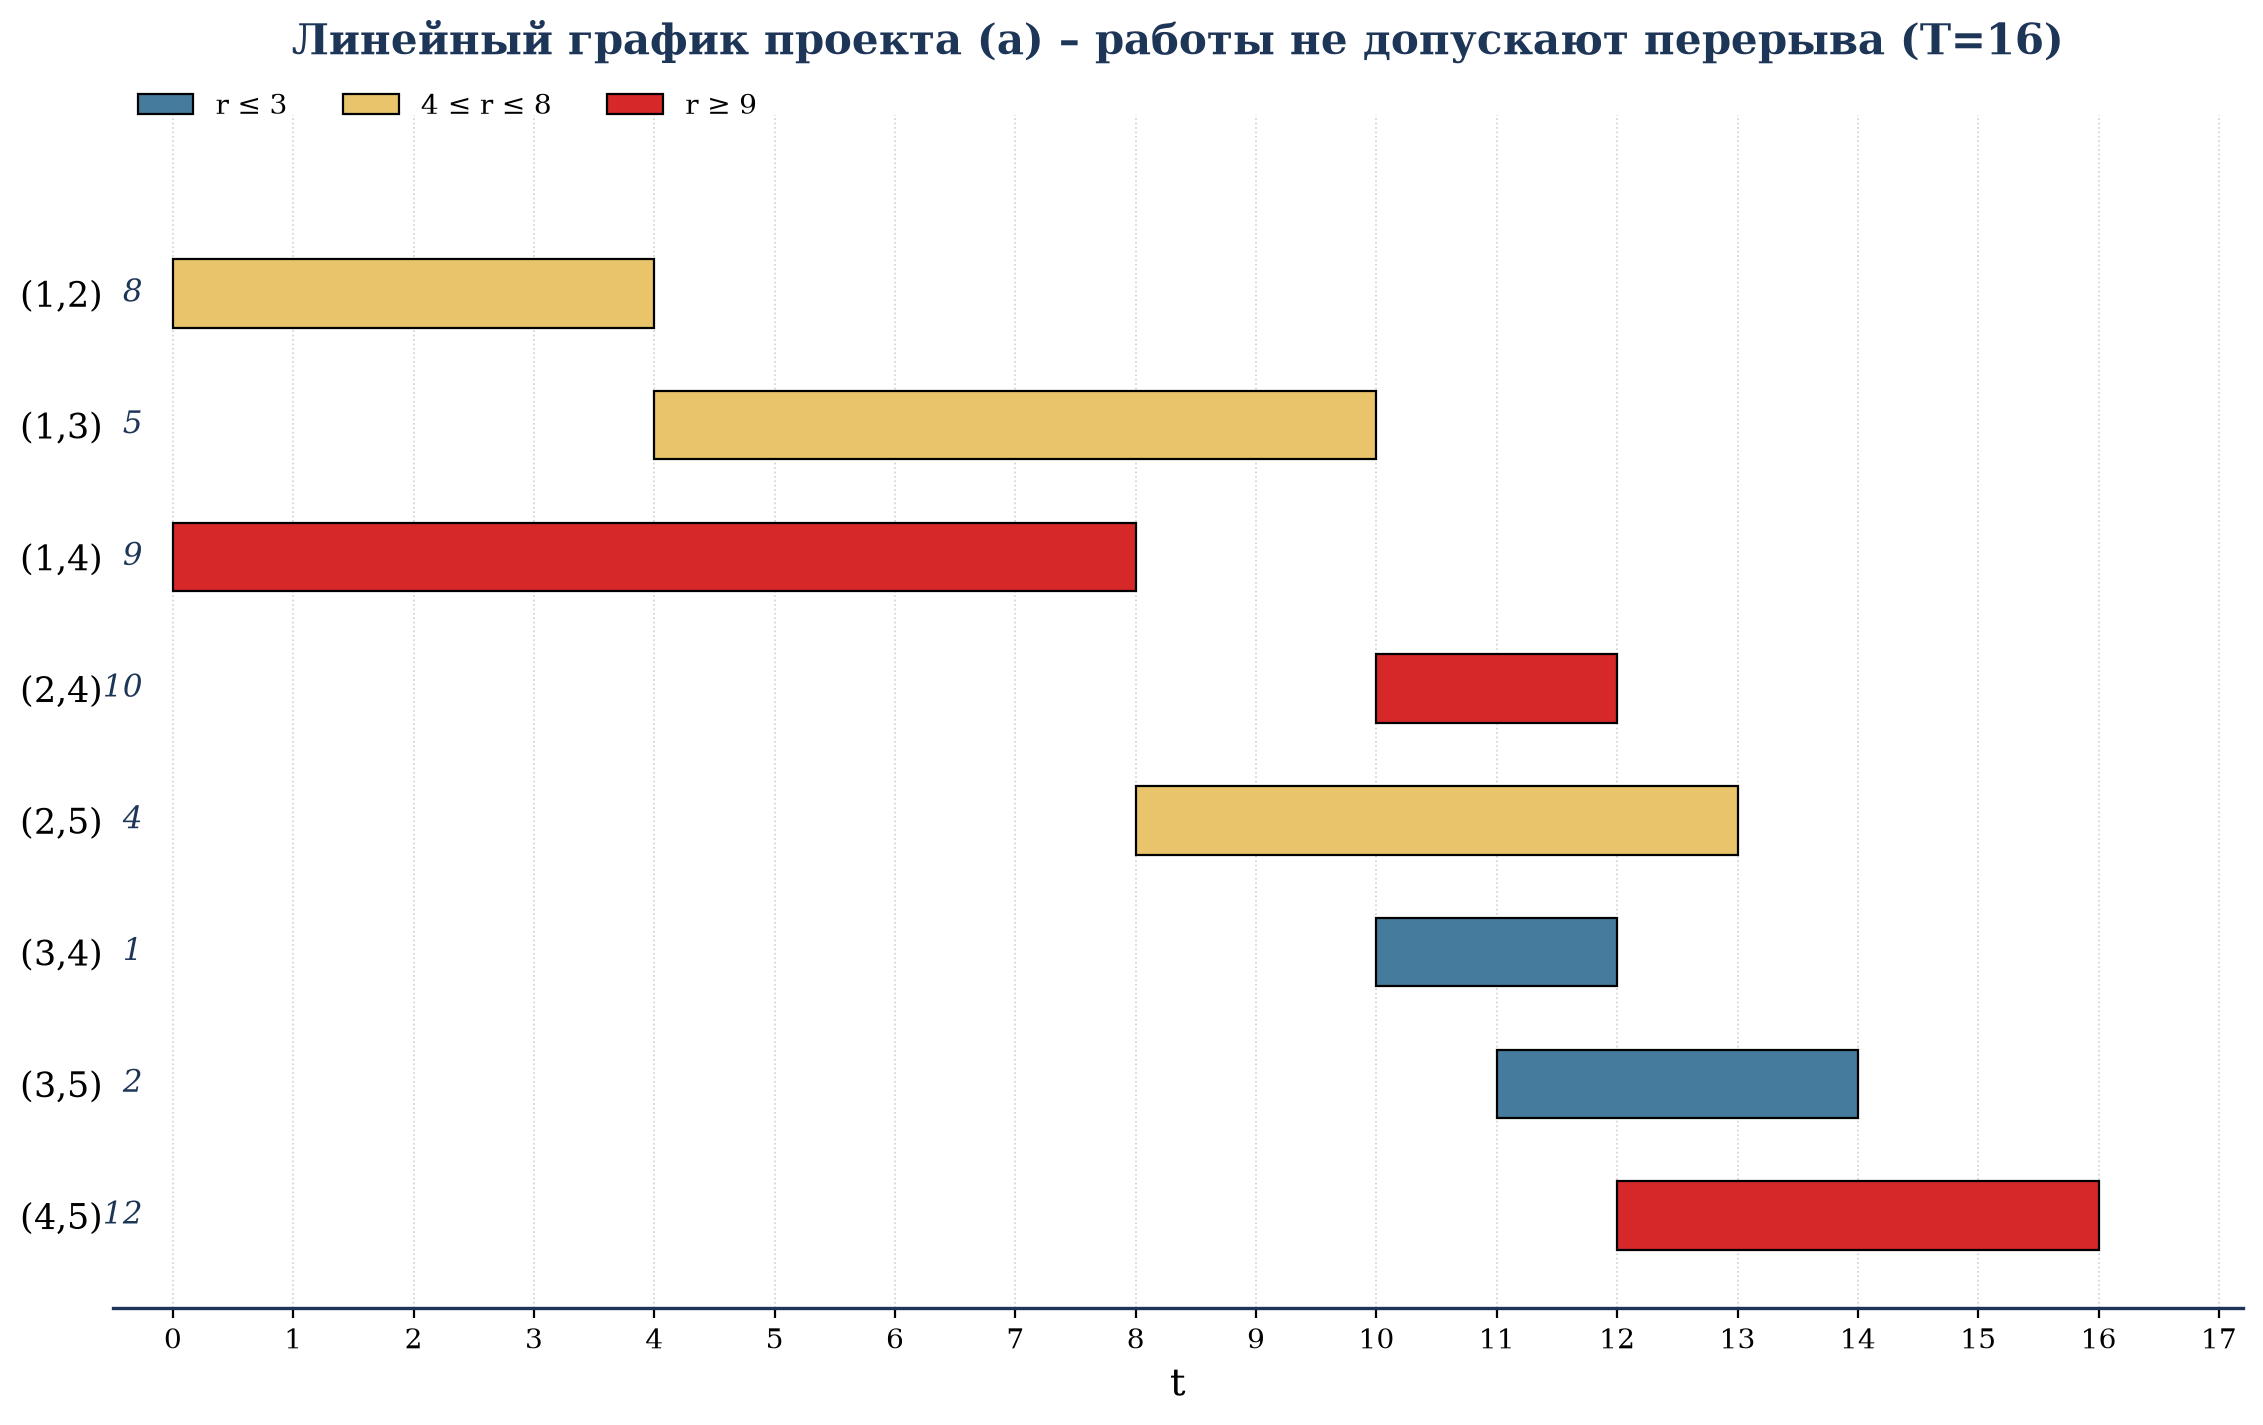 Линейный график проекта (а) – работы не допускают перерыва (T=16)
r ≤ 3 4 ≤ r ≤ 8 r ≥ 9
(1,2) 8
(1,3) 5
(1,4) 9
(2,4) 10
(2,5) 4
(3,4) 1
(3,5) 2
(4,5) 12
0 1 2 3 4 5 6 7 8 9 10 11 12 13 14 15 16 17
t